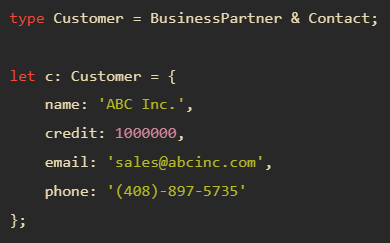 type Customer = BusinessPartner & Contact;
let c: Customer = {
    name: 'ABC Inc.',
    credit: 1000000,
    email: 'sales@abcinc.com',
    phone: '(408)-897-5735'
};